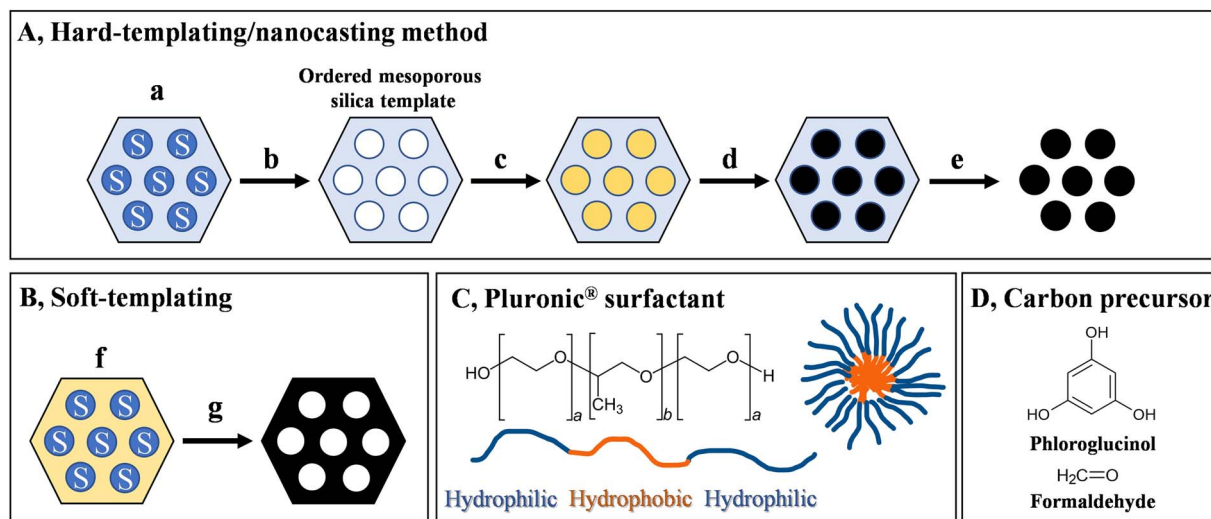 A, Hard-templating/nanocasting method
a
Ordered mesoporous
silica template
b
c
d
e
S S
S S S
S S
B, Soft-templating
f
g
S S
S S S
S S
C, Pluronic® surfactant
HO
O
CH3
O
O
H
a
b
a
Hydrophilic Hydrophobic Hydrophilic
D, Carbon precursor
OH
HO
OH
Phloroglucinol
H2C=O
Formaldehyde